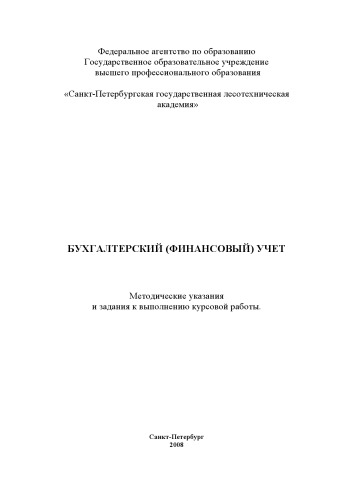 Федеральное агентство по образованию
Государственное образовательное учреждение
высшего профессионального образования
«Санкт-Петербургская государственная лесотехническая
академия»
БУХГАЛТЕРСКИЙ (ФИНАНСОВЫЙ) УЧЕТ
Методические указания
и задания к выполнению курсовой работы.
Санкт-Петербург
2008